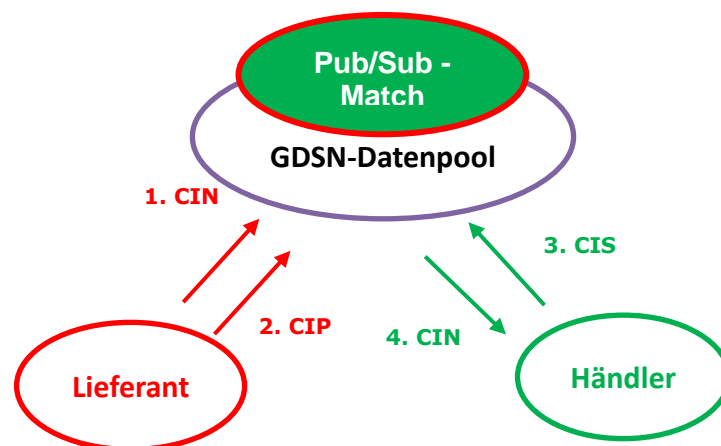 Pub/Sub -
Match
GDSN-Datenpool
1. CIN
3. CIS
2. CIP
4. CIN
Lieferant
Händler